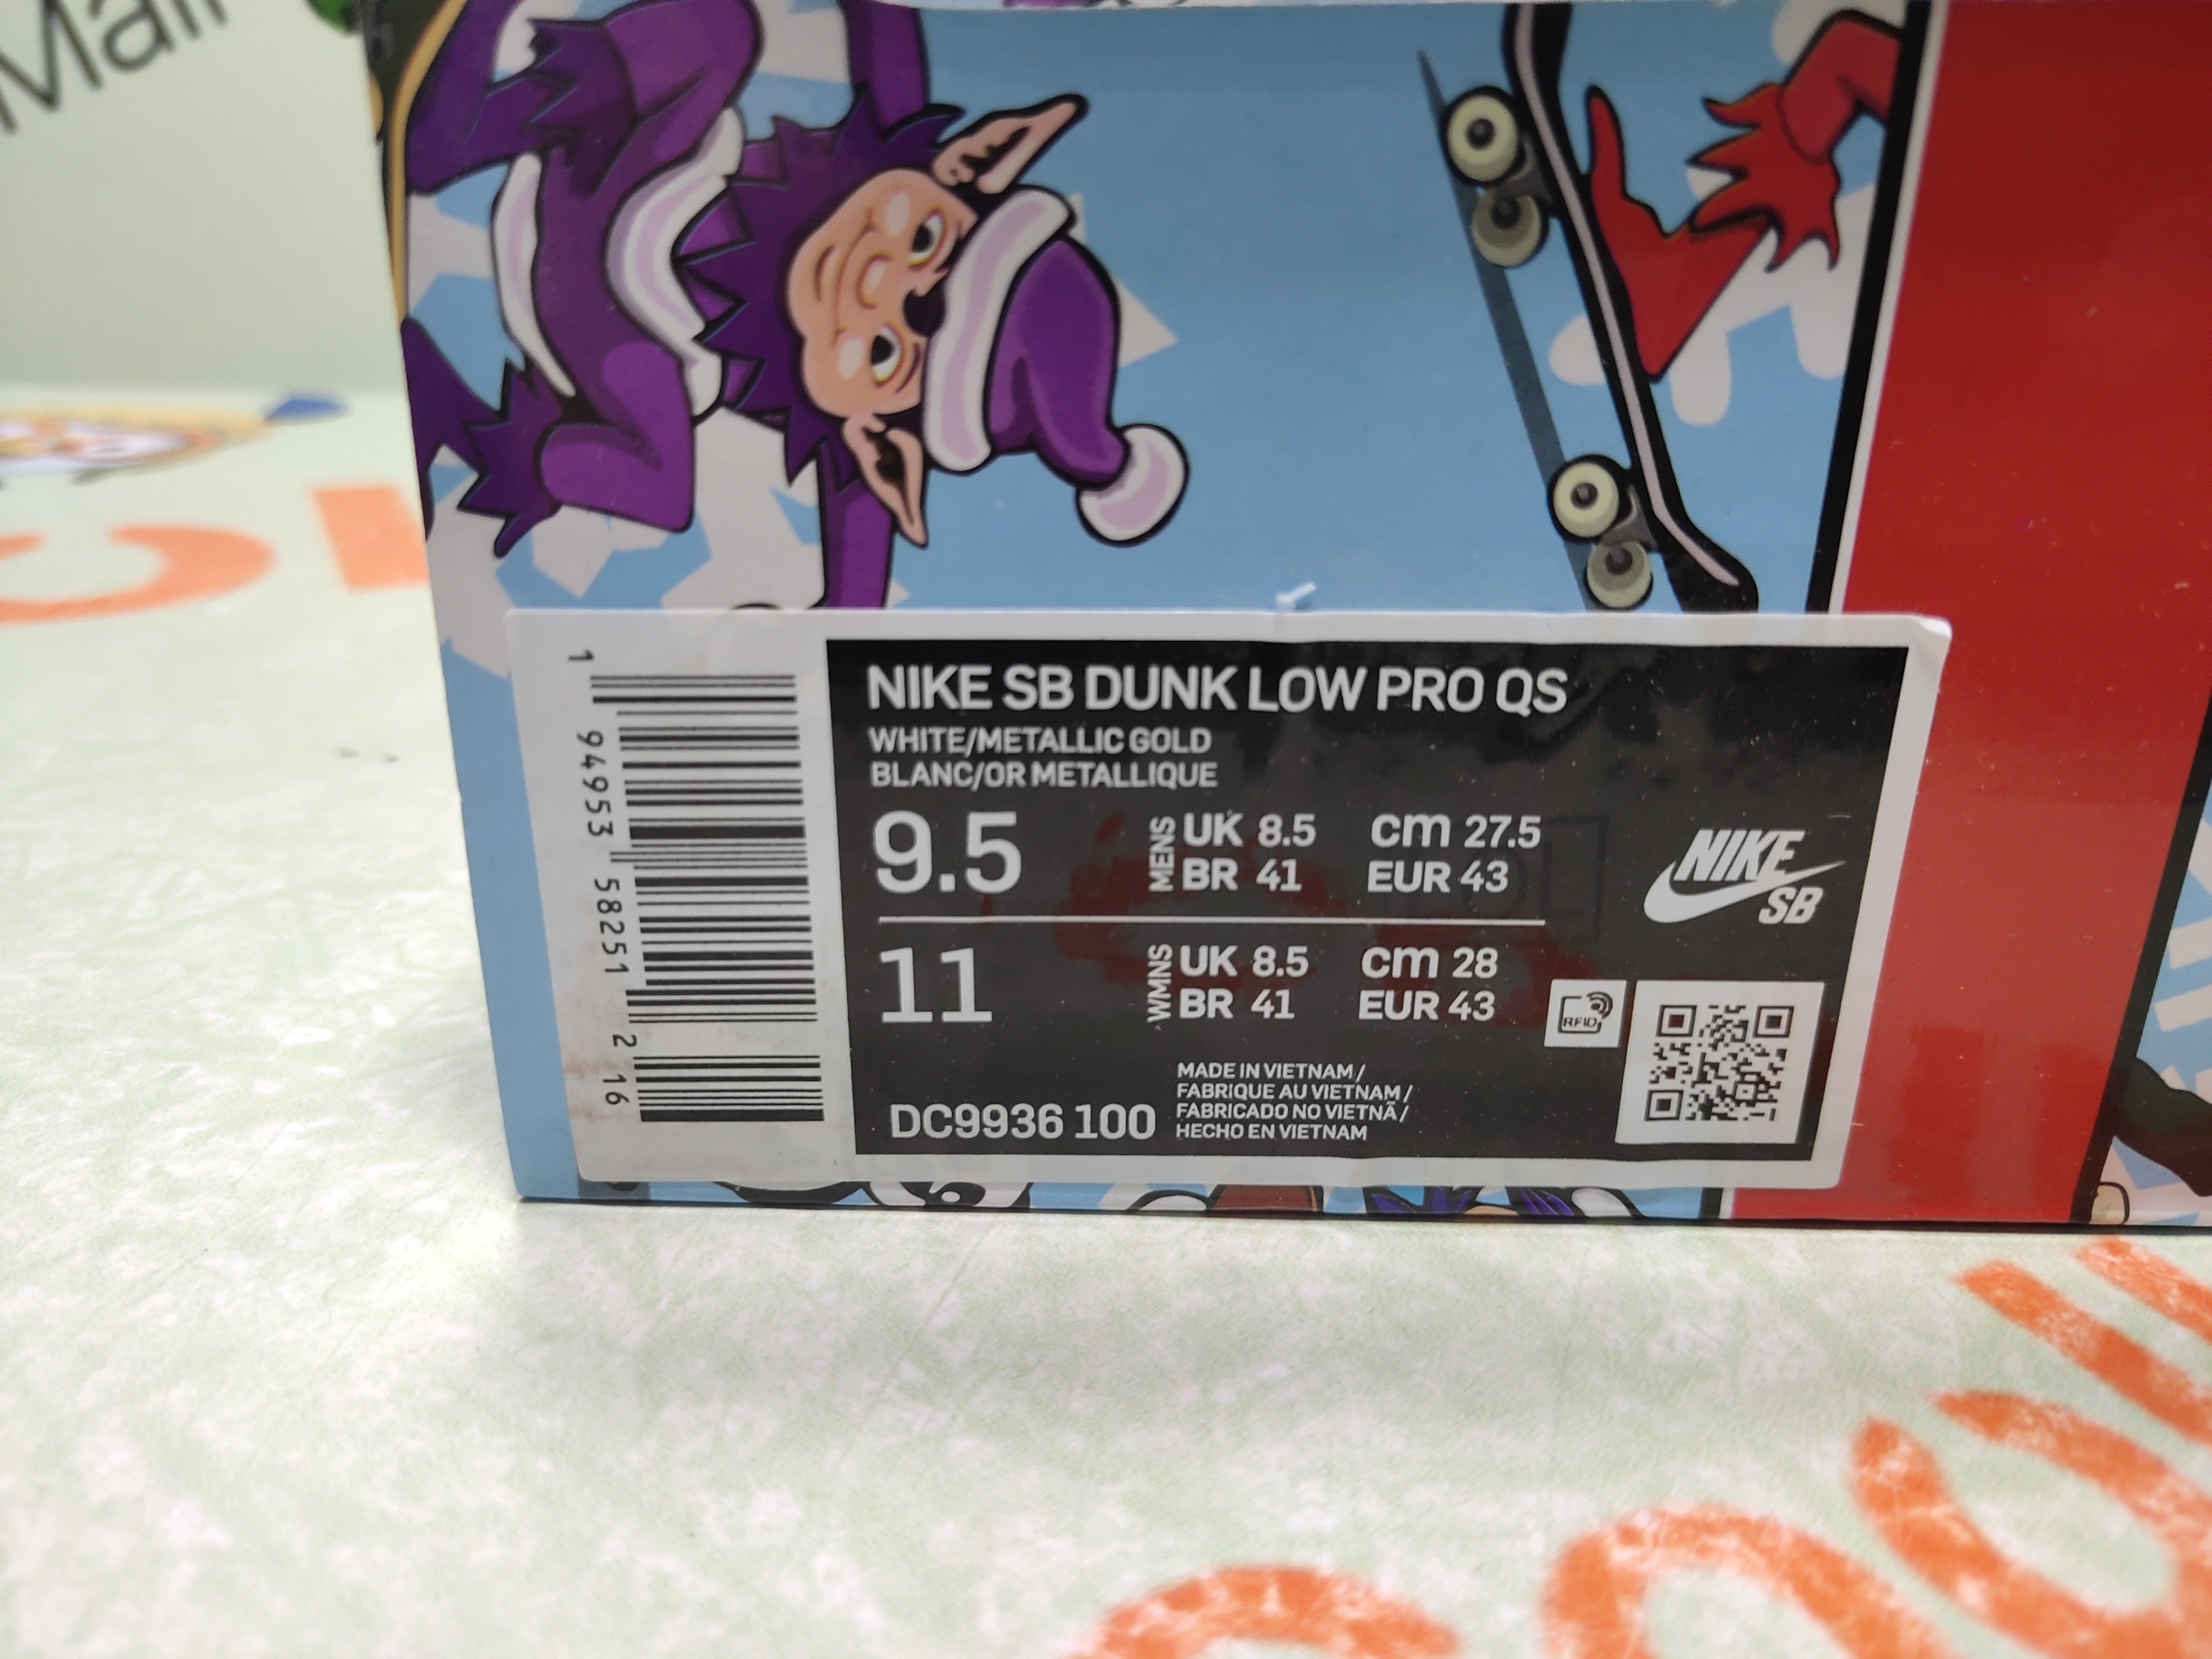 Mall
1 94953 58251 2 16
NIKE SB DUNK LOW PRO QS
WHITE/METALLIC GOLD
BLANC/OR METALLIQUE
9.5 MENS UK 8.5 cm 27.5
BR 41 EUR 43
NIKE SB
11 WMNS UK 8.5 cm 28
BR 41 EUR 43
RFID
MADE IN VIETNAM/
FABRIQUE AU VIETNAM/
FABRICADO NO VIETNÃ/
HECHO EN VIETNAM
DC9936 100